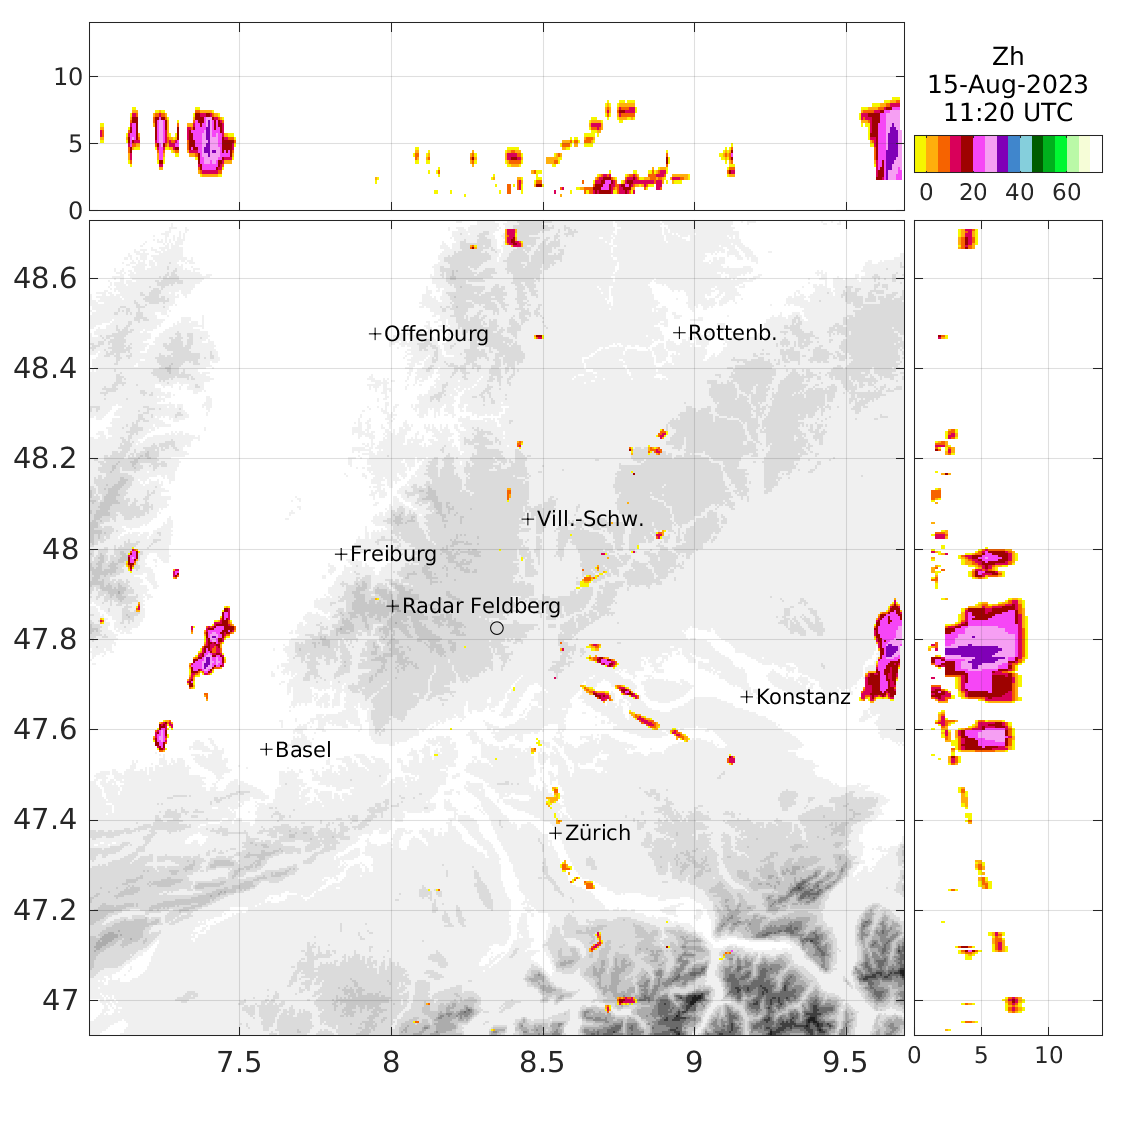 Zh
15-Aug-2023
11:20 UTC
0 20 40 60
10
5
0
48.6
48.4
48.2
48
47.8
47.6
47.4
47.2
47
+Offenburg
+Rottenb.
+Vill.-Schw.
+Freiburg
+Radar Feldberg
+Konstanz
+Basel
+Zürich
7.5 8 8.5 9 9.5
0 5 10